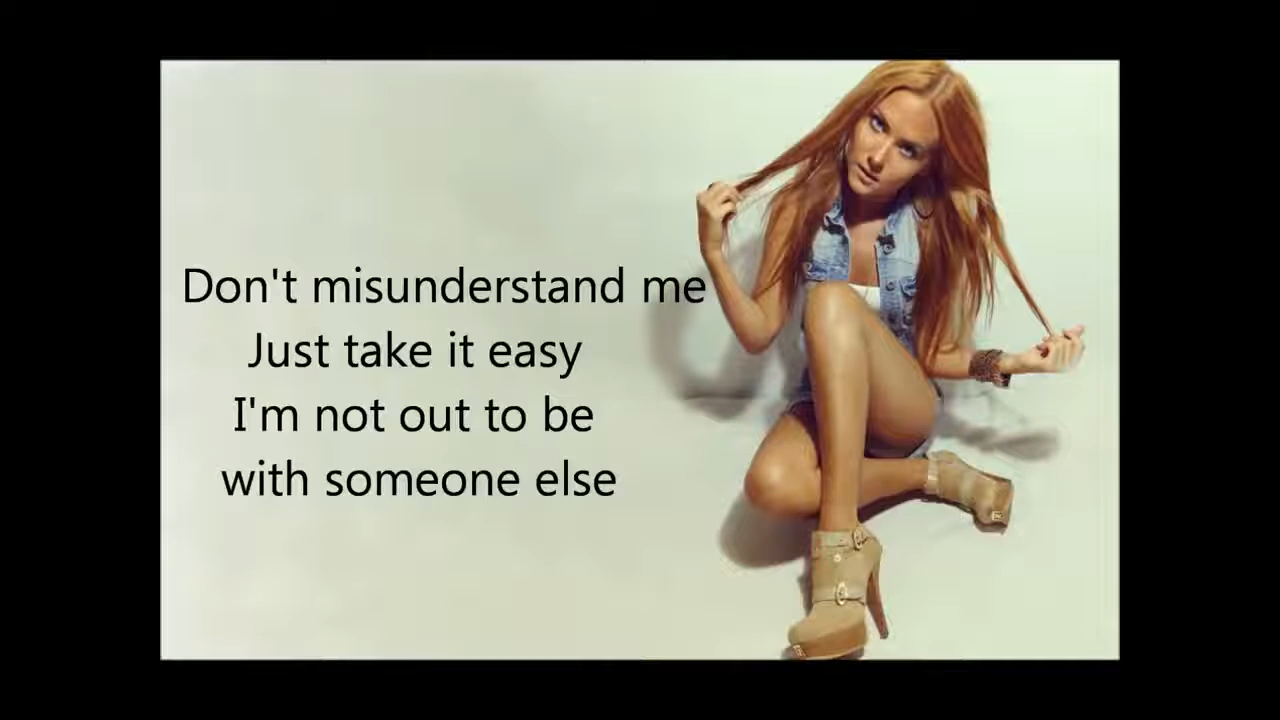 Don't misunderstand me
Just take it easy
I'm not out to be
with someone else